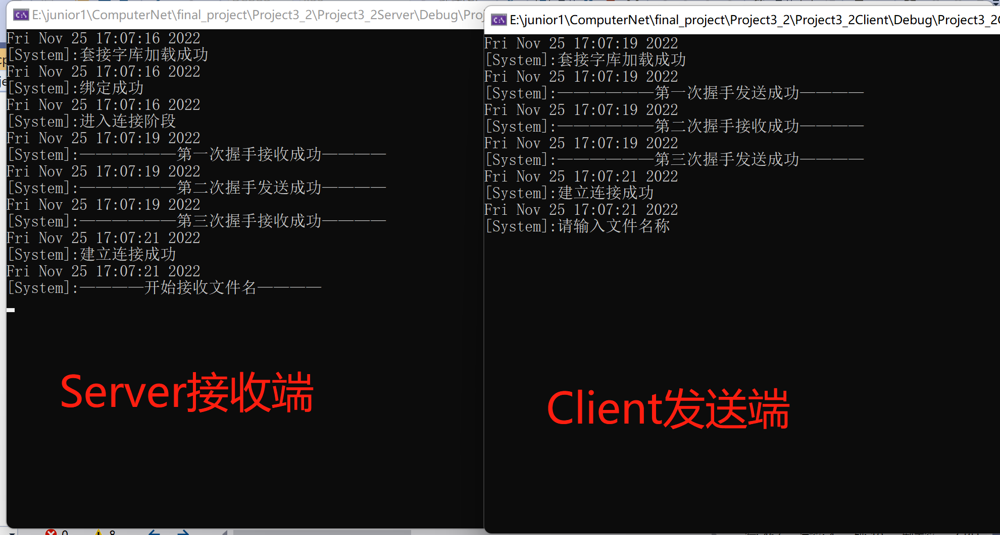 E:\junior1\ComputerNet\final_project\Project3_2\Project3_2Server\Debug\Proj
Fri Nov 25 17:07:16 2022
[System]:套接字库加载成功
Fri Nov 25 17:07:16 2022
[System]:绑定成功
Fri Nov 25 17:07:16 2022
[System]:进入连接阶段
Fri Nov 25 17:07:19 2022
[System]:——————第一次握手接收成功————
Fri Nov 25 17:07:19 2022
[System]:——————第二次握手发送成功————
Fri Nov 25 17:07:19 2022
[System]:——————第三次握手接收成功————
Fri Nov 25 17:07:21 2022
[System]:建立连接成功
Fri Nov 25 17:07:21 2022
[System]:————开始接收文件名————
Server接收端
E:\junior1\ComputerNet\final_project\Project3_2\Project3_2Client\Debug\Project3_2C
Fri Nov 25 17:07:19 2022
[System]:套接字库加载成功
Fri Nov 25 17:07:19 2022
[System]:——————第一次握手发送成功————
Fri Nov 25 17:07:19 2022
[System]:——————第二次握手接收成功————
Fri Nov 25 17:07:19 2022
[System]:——————第三次握手发送成功————
Fri Nov 25 17:07:21 2022
[System]:建立连接成功
Fri Nov 25 17:07:21 2022
[System]:请输入文件名称
Client发送端
0 8